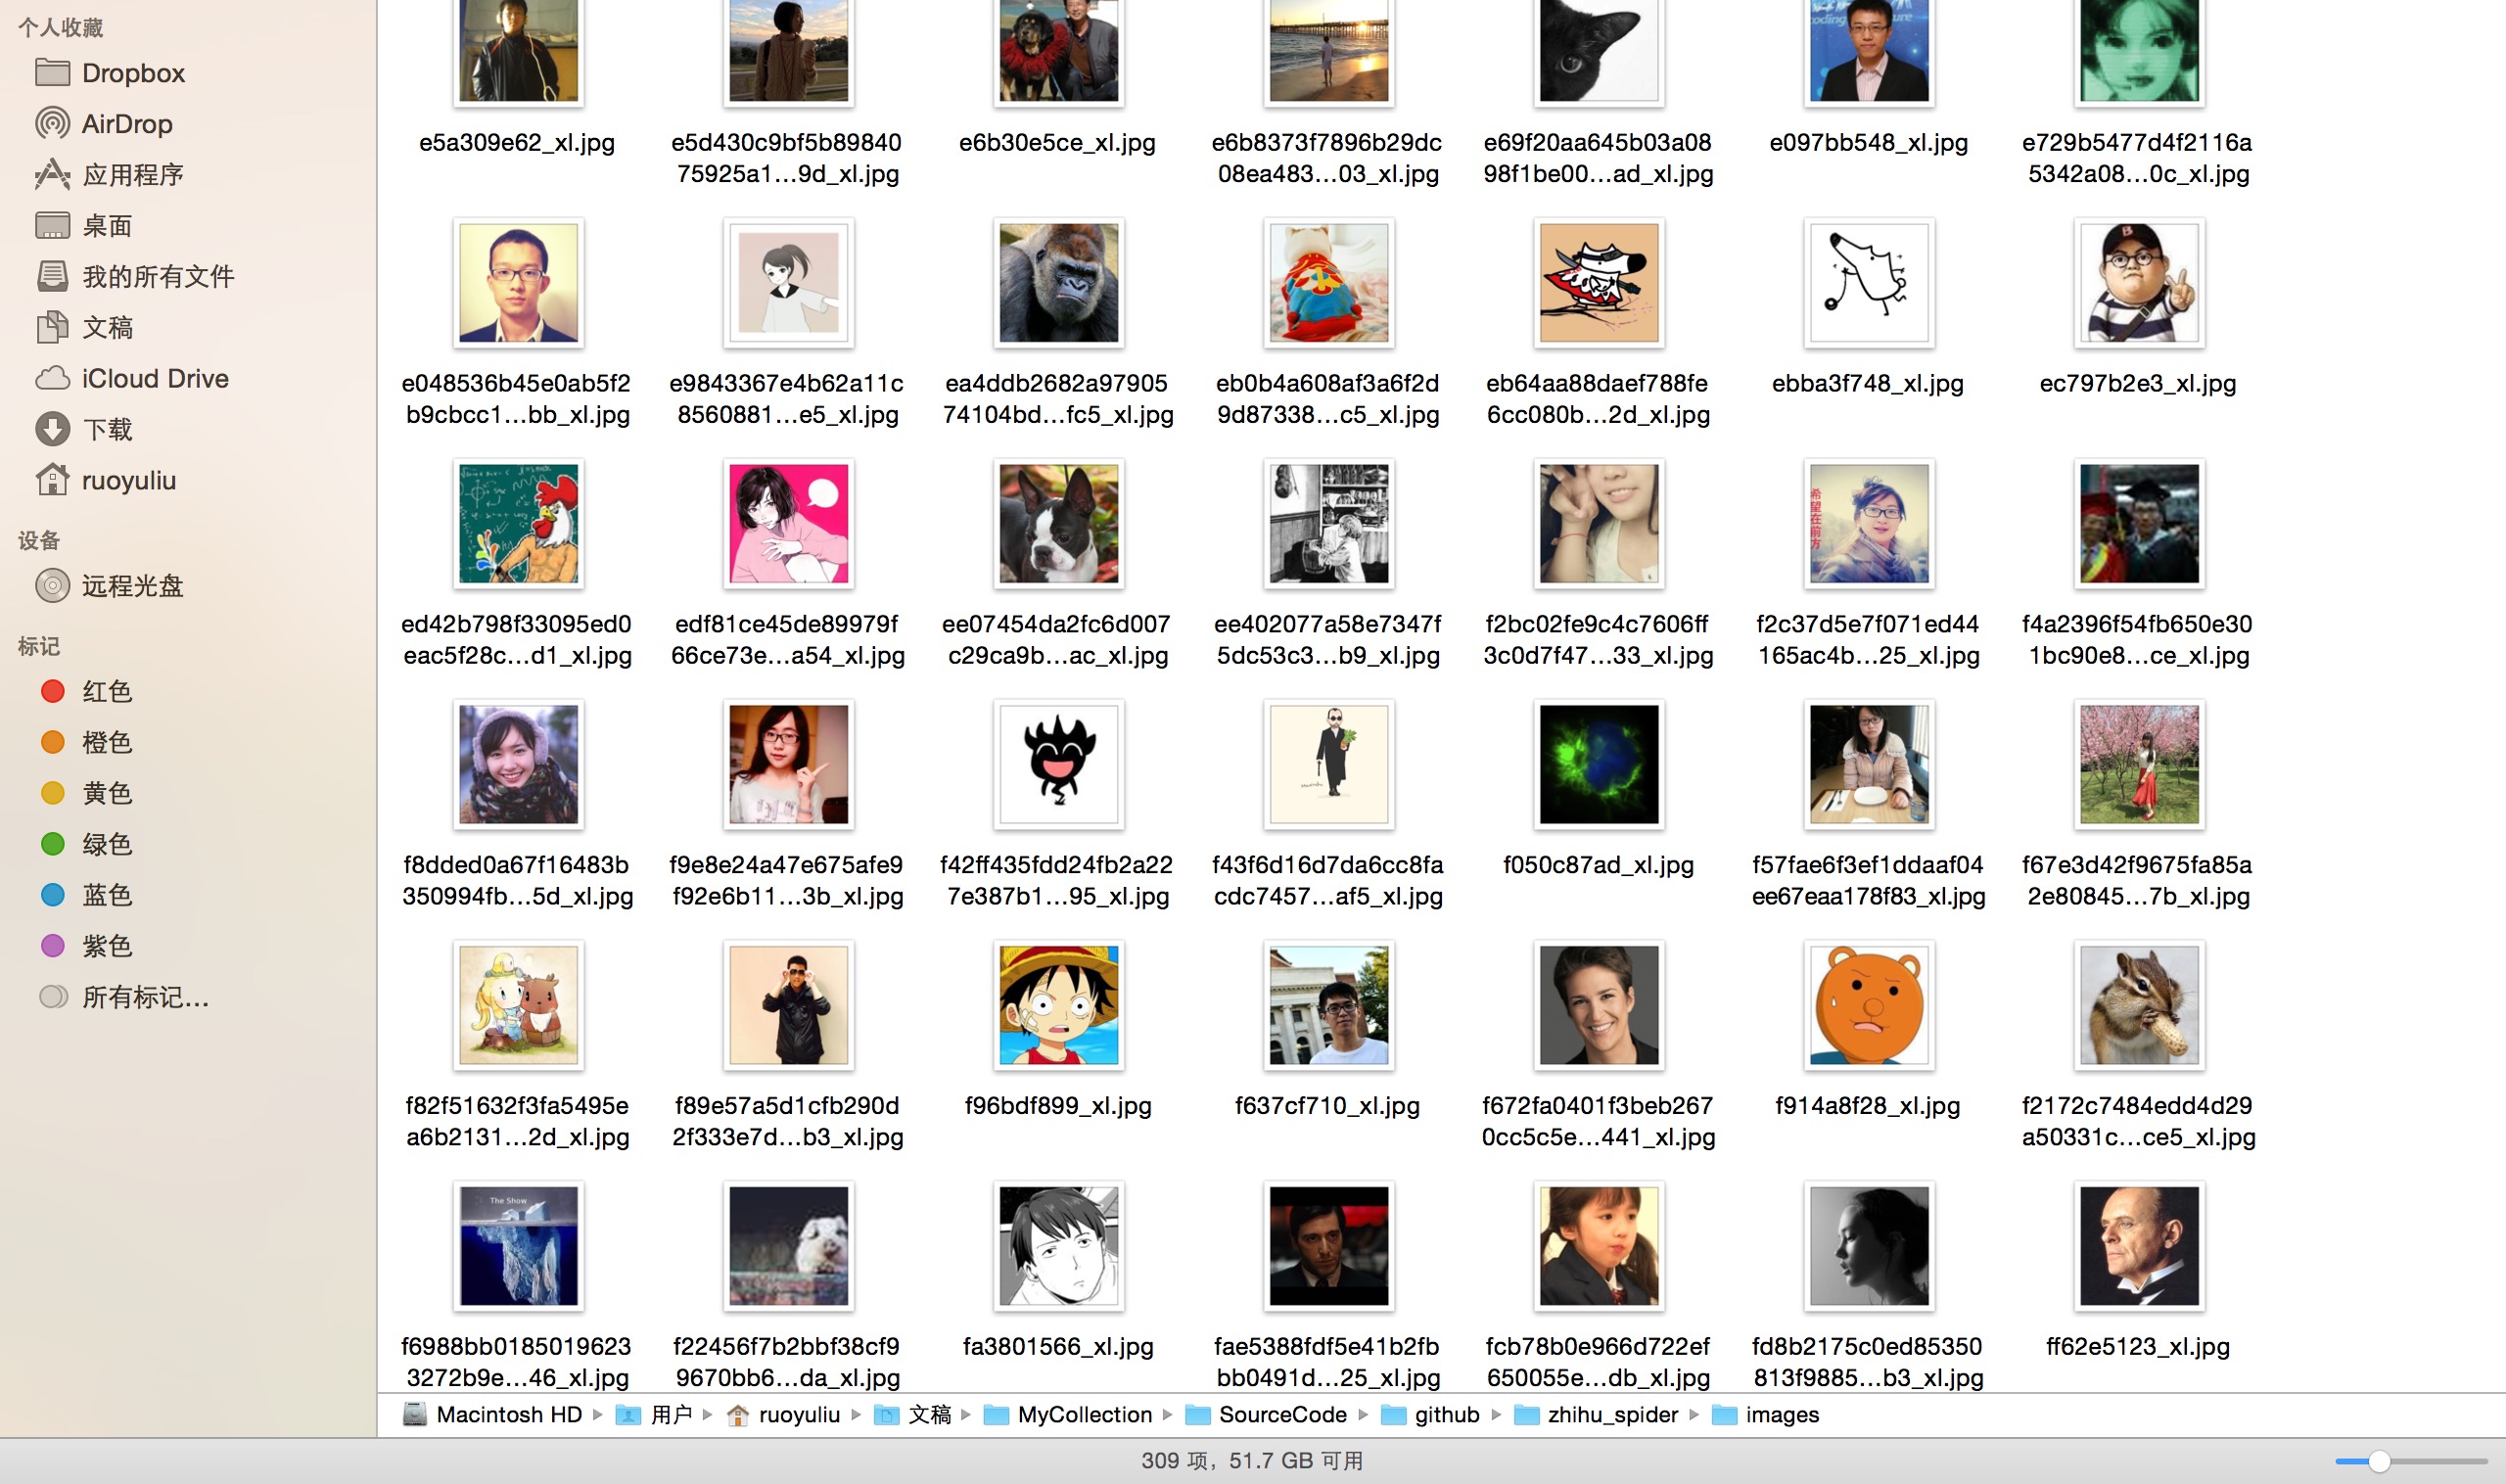 个人收藏
Dropbox
AirDrop
应用程序
桌面
我的所有文件
文稿
iCloud Drive
下载
ruoyuliu
设备
远程光盘
标记
红色
橙色
黄色
绿色
蓝色
紫色
所有标记...
e5a309e62_xl.jpg
e5d430c9bf5b89840
75925a1...9d_xl.jpg
e6b30e5ce_xl.jpg
e6b8373f7896b29dc
08ea483...03_xl.jpg
e69f20aa645b03a08
98f1be00...ad_xl.jpg
e097bb548_xl.jpg
e729b5477d4f2116a
5342a08...0c_xl.jpg
e048536b45e0ab5f2
b9cbcc1...bb_xl.jpg
e9843367e4b62a11c
8560881...e5_xl.jpg
ea4ddb2682a97905
74104bd...fc5_xl.jpg
eb0b4a608af3a6f2d
9d87338...c5_xl.jpg
eb64aa88daef788fe
6cc080b...2d_xl.jpg
ebba3f748_xl.jpg
B
ec797b2e3_xl.jpg
ed42b798f33095ed0
eac5f28c...d1_xl.jpg
edf81ce45de89979f
66ce73e...a54_xl.jpg
ee07454da2fc6d007
c29ca9b...ac_xl.jpg
ee402077a58e7347f
5dc53c3...b9_xl.jpg
f2bc02fe9c4c7606ff
3c0d7f47...33_xl.jpg
希望在前方
f2c37d5e7f071ed44
165ac4b...25_xl.jpg
f4a2396f54fb650e30
1bc90e8...ce_xl.jpg
f8dded0a67f16483b
350994fb...5d_xl.jpg
f9e8e24a47e675afe9
f92e6b11...3b_xl.jpg
f42ff435fdd24fb2a22
7e387b1...95_xl.jpg
f43f6d16d7da6cc8fa
cdc7457...af5_xl.jpg
f050c87ad_xl.jpg
f57fae6f3ef1ddaaf04
ee67eaa178f83_xl.jpg
f67e3d42f9675fa85a
2e80845...7b_xl.jpg
f82f51632f3fa5495e
a6b2131...2d_xl.jpg
f89e57a5d1cfb290d
2f333e7d...b3_xl.jpg
f96bdf899_xl.jpg
f637cf710_xl.jpg
f672fa0401f3beb267
0cc5c5e...441_xl.jpg
f914a8f28_xl.jpg
f2172c7484edd4d29
a50331c...ce5_xl.jpg
The Show
f6988bb0185019623
3272b9e...46_xl.jpg
f22456f7b2bbf38cf9
9670bb6...da_xl.jpg
fa3801566_xl.jpg
fae5388fdf5e41b2fb
bb0491d...25_xl.jpg
fcb78b0e966d722ef
650055e...db_xl.jpg
fd8b2175c0ed85350
813f9885...b3_xl.jpg
ff62e5123_xl.jpg
Macintosh HD 用户 ruoyuliu 文稿 MyCollection SourceCode github zhihu_spider images
309 项，51.7 GB 可用